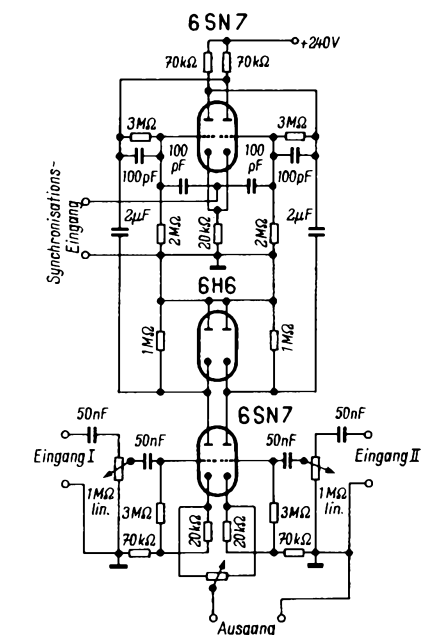 6SN7
+240V
70kΩ 70kΩ
3MΩ 3MΩ
100 pF 100 pF
100pF 100pF
Synchronisations-
Eingang
2µF 2MΩ 20kΩ 2MΩ 2µF
6H6
1MΩ 1MΩ
6SN7
50nF 50nF
50nF 50nF
Eingang I Eingang II
1MΩ lin. 1MΩ lin.
3MΩ 3MΩ
70kΩ 20kΩ 20kΩ 70kΩ
Ausgang